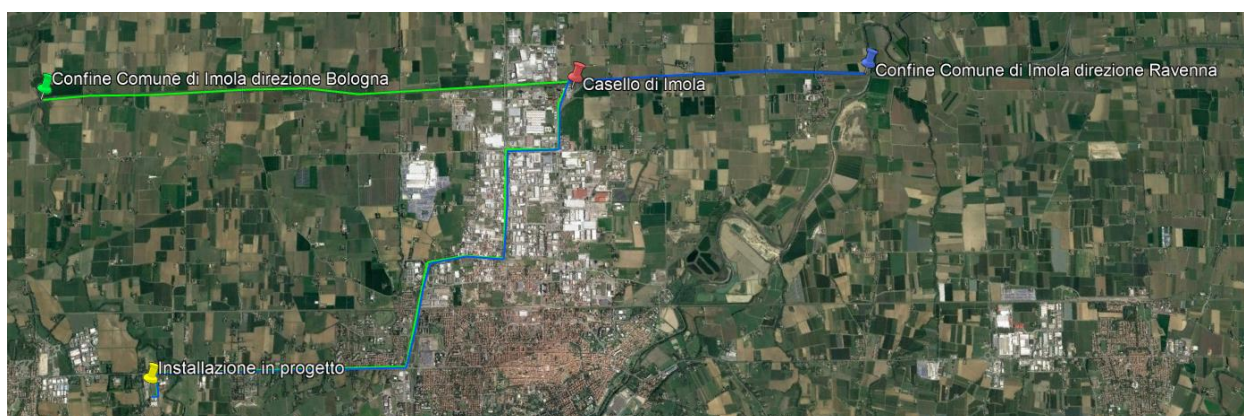 Confine Comune di Imola direzione Bologna
Casello di Imola
Confine Comune di Imola direzione Ravenna
Installazione in progetto